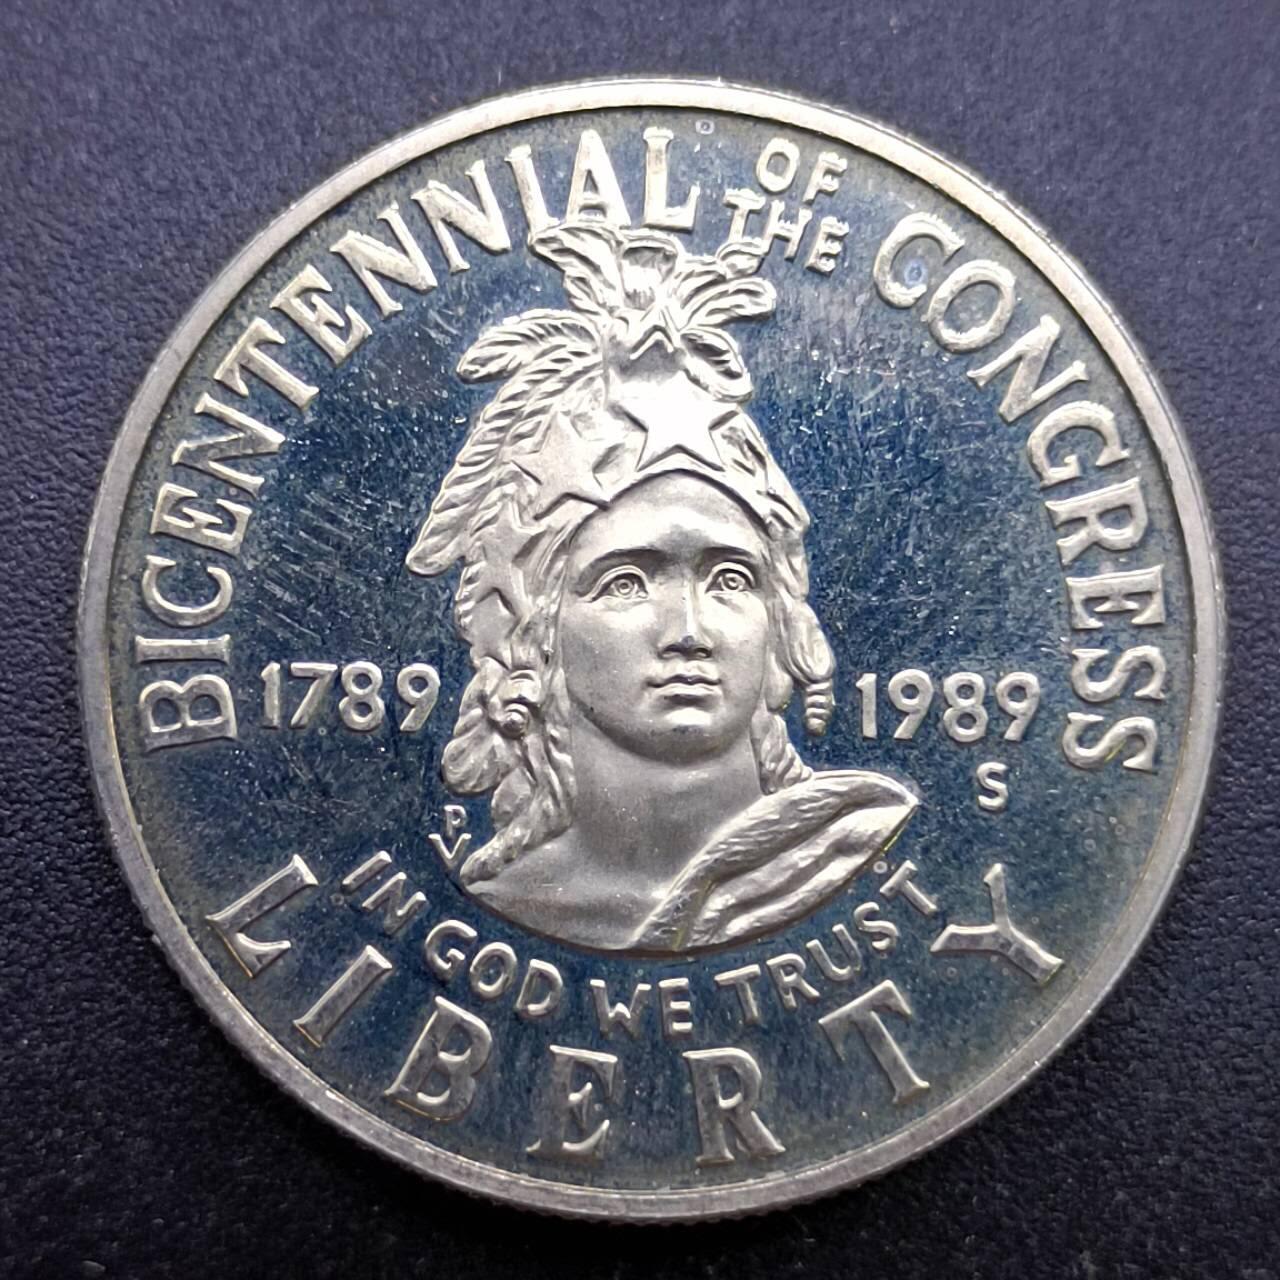 BICENTENNIAL OF THE CONGRESS
1789
1989
S
PV
IN GOD WE TRUST
LIBERTY